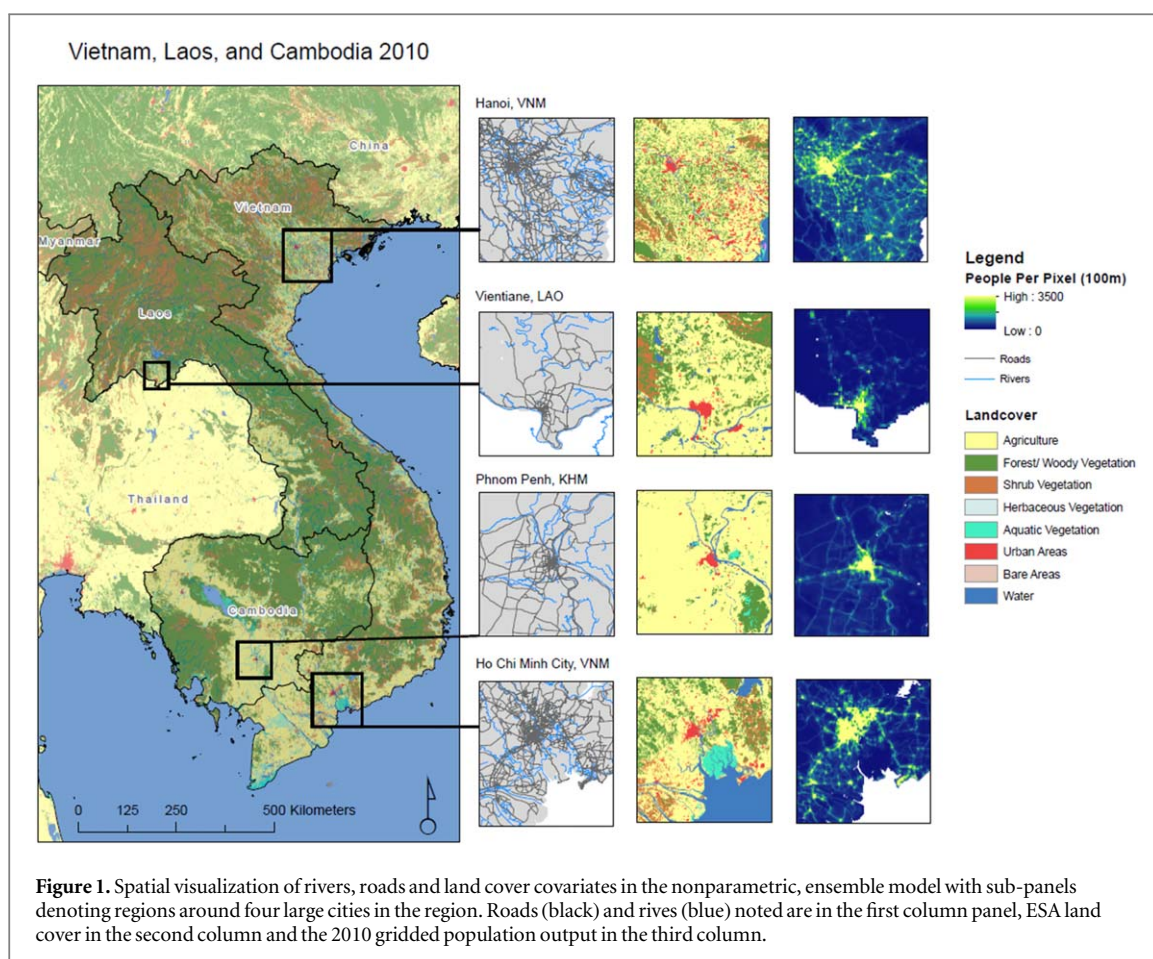 Vietnam, Laos, and Cambodia 2010
China
Vietnam
Myanmar
Laos
Thailand
Cambodia
0 125 250 500 Kilometers
Hanoi, VNM
Vientiane, LAO
Phnom Penh, KHM
Ho Chi Minh City, VNM
Legend
People Per Pixel (100m)
High : 3500
Low : 0
Roads
Rivers
Landcover
Agriculture
Forest/ Woody Vegetation
Shrub Vegetation
Herbaceous Vegetation
Aquatic Vegetation
Urban Areas
Bare Areas
Water
Figure 1. Spatial visualization of rivers, roads and land cover covariates in the nonparametric, ensemble model with sub-panels
denoting regions around four large cities in the region. Roads (black) and rives (blue) noted are in the first column panel, ESA land
cover in the second column and the 2010 gridded population output in the third column.